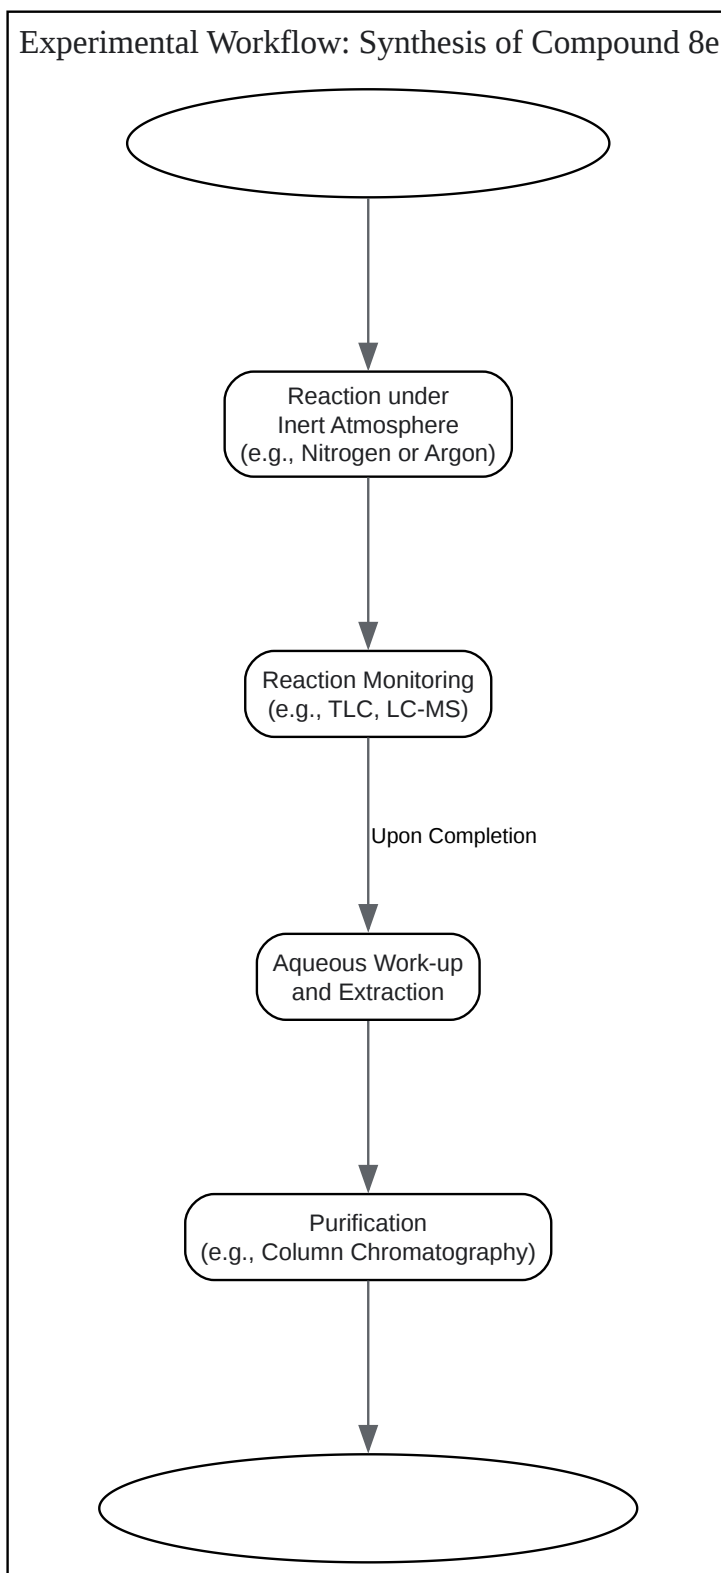 Experimental Workflow: Synthesis of Compound 8e
Reaction under
Inert Atmosphere
(e.g., Nitrogen or Argon)
Reaction Monitoring
(e.g., TLC, LC-MS)
Upon Completion
Aqueous Work-up
and Extraction
Purification
(e.g., Column Chromatography)